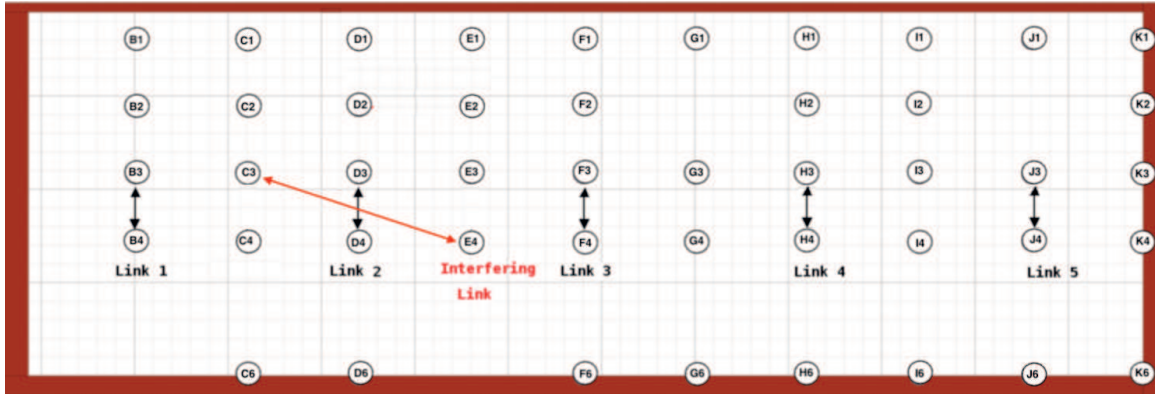 B1 C1 D1 E1 F1 G1 H1 I1 J1 K1
B2 C2 D2 E2 F2 H2 I2 K2
B3 C3 D3 E3 F3 G3 H3 I3 J3 K3
B4 C4 D4 E4 F4 G4 H4 I4 J4 K4
Link 1 Link 2 Interfering Link 3 Link 4 Link 5
Link
C6 D6 F6 G6 H6 I6 J6 K6